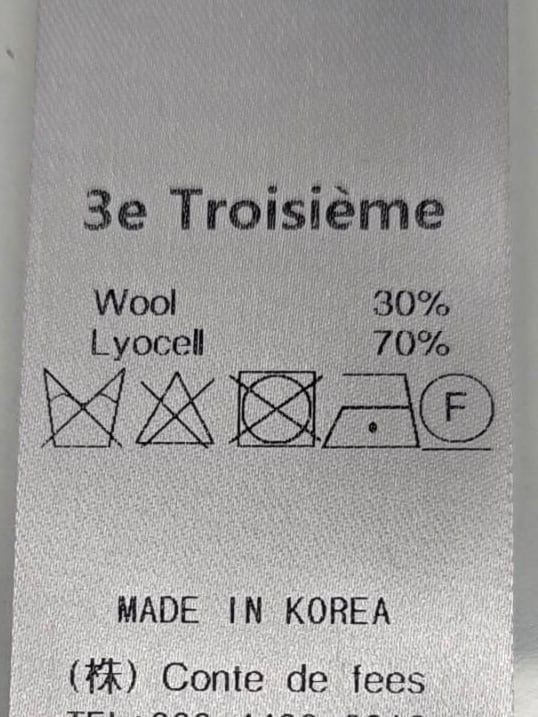 3e Troisième
Wool 30%
Lyocell 70%
F
MADE IN KOREA
(株) Conte de fees